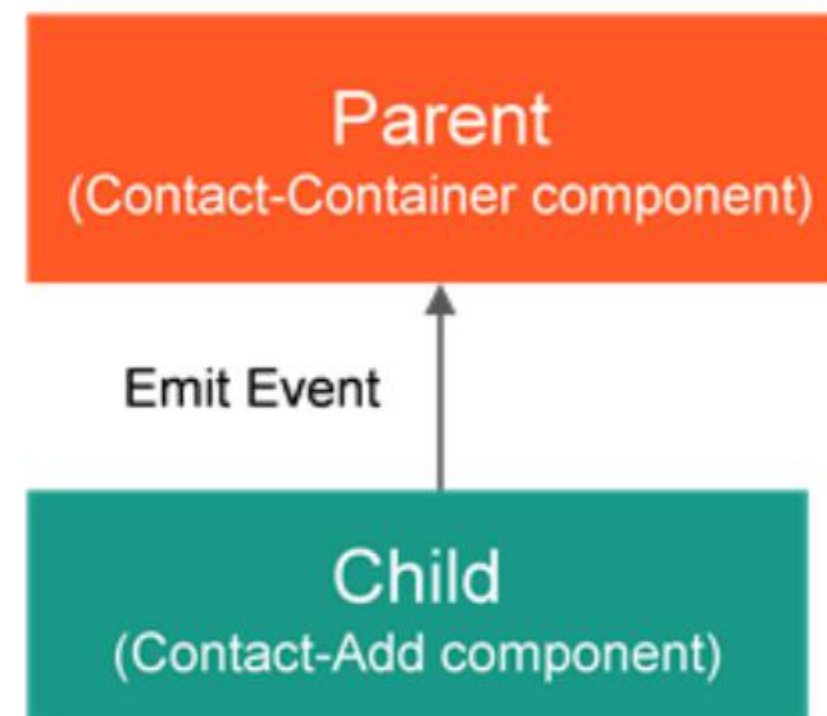 Parent
(Contact-Container component)
Emit Event
Child
(Contact-Add component)